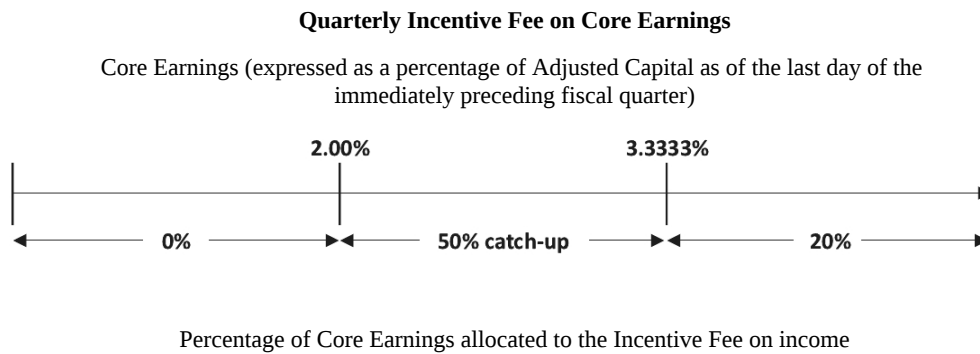 Quarterly Incentive Fee on Core Earnings
Core Earnings (expressed as a percentage of Adjusted Capital as of the last day of the
immediately preceding fiscal quarter)
2.00% 3.3333%
0% 50% catch-up 20%
Percentage of Core Earnings allocated to the Incentive Fee on income